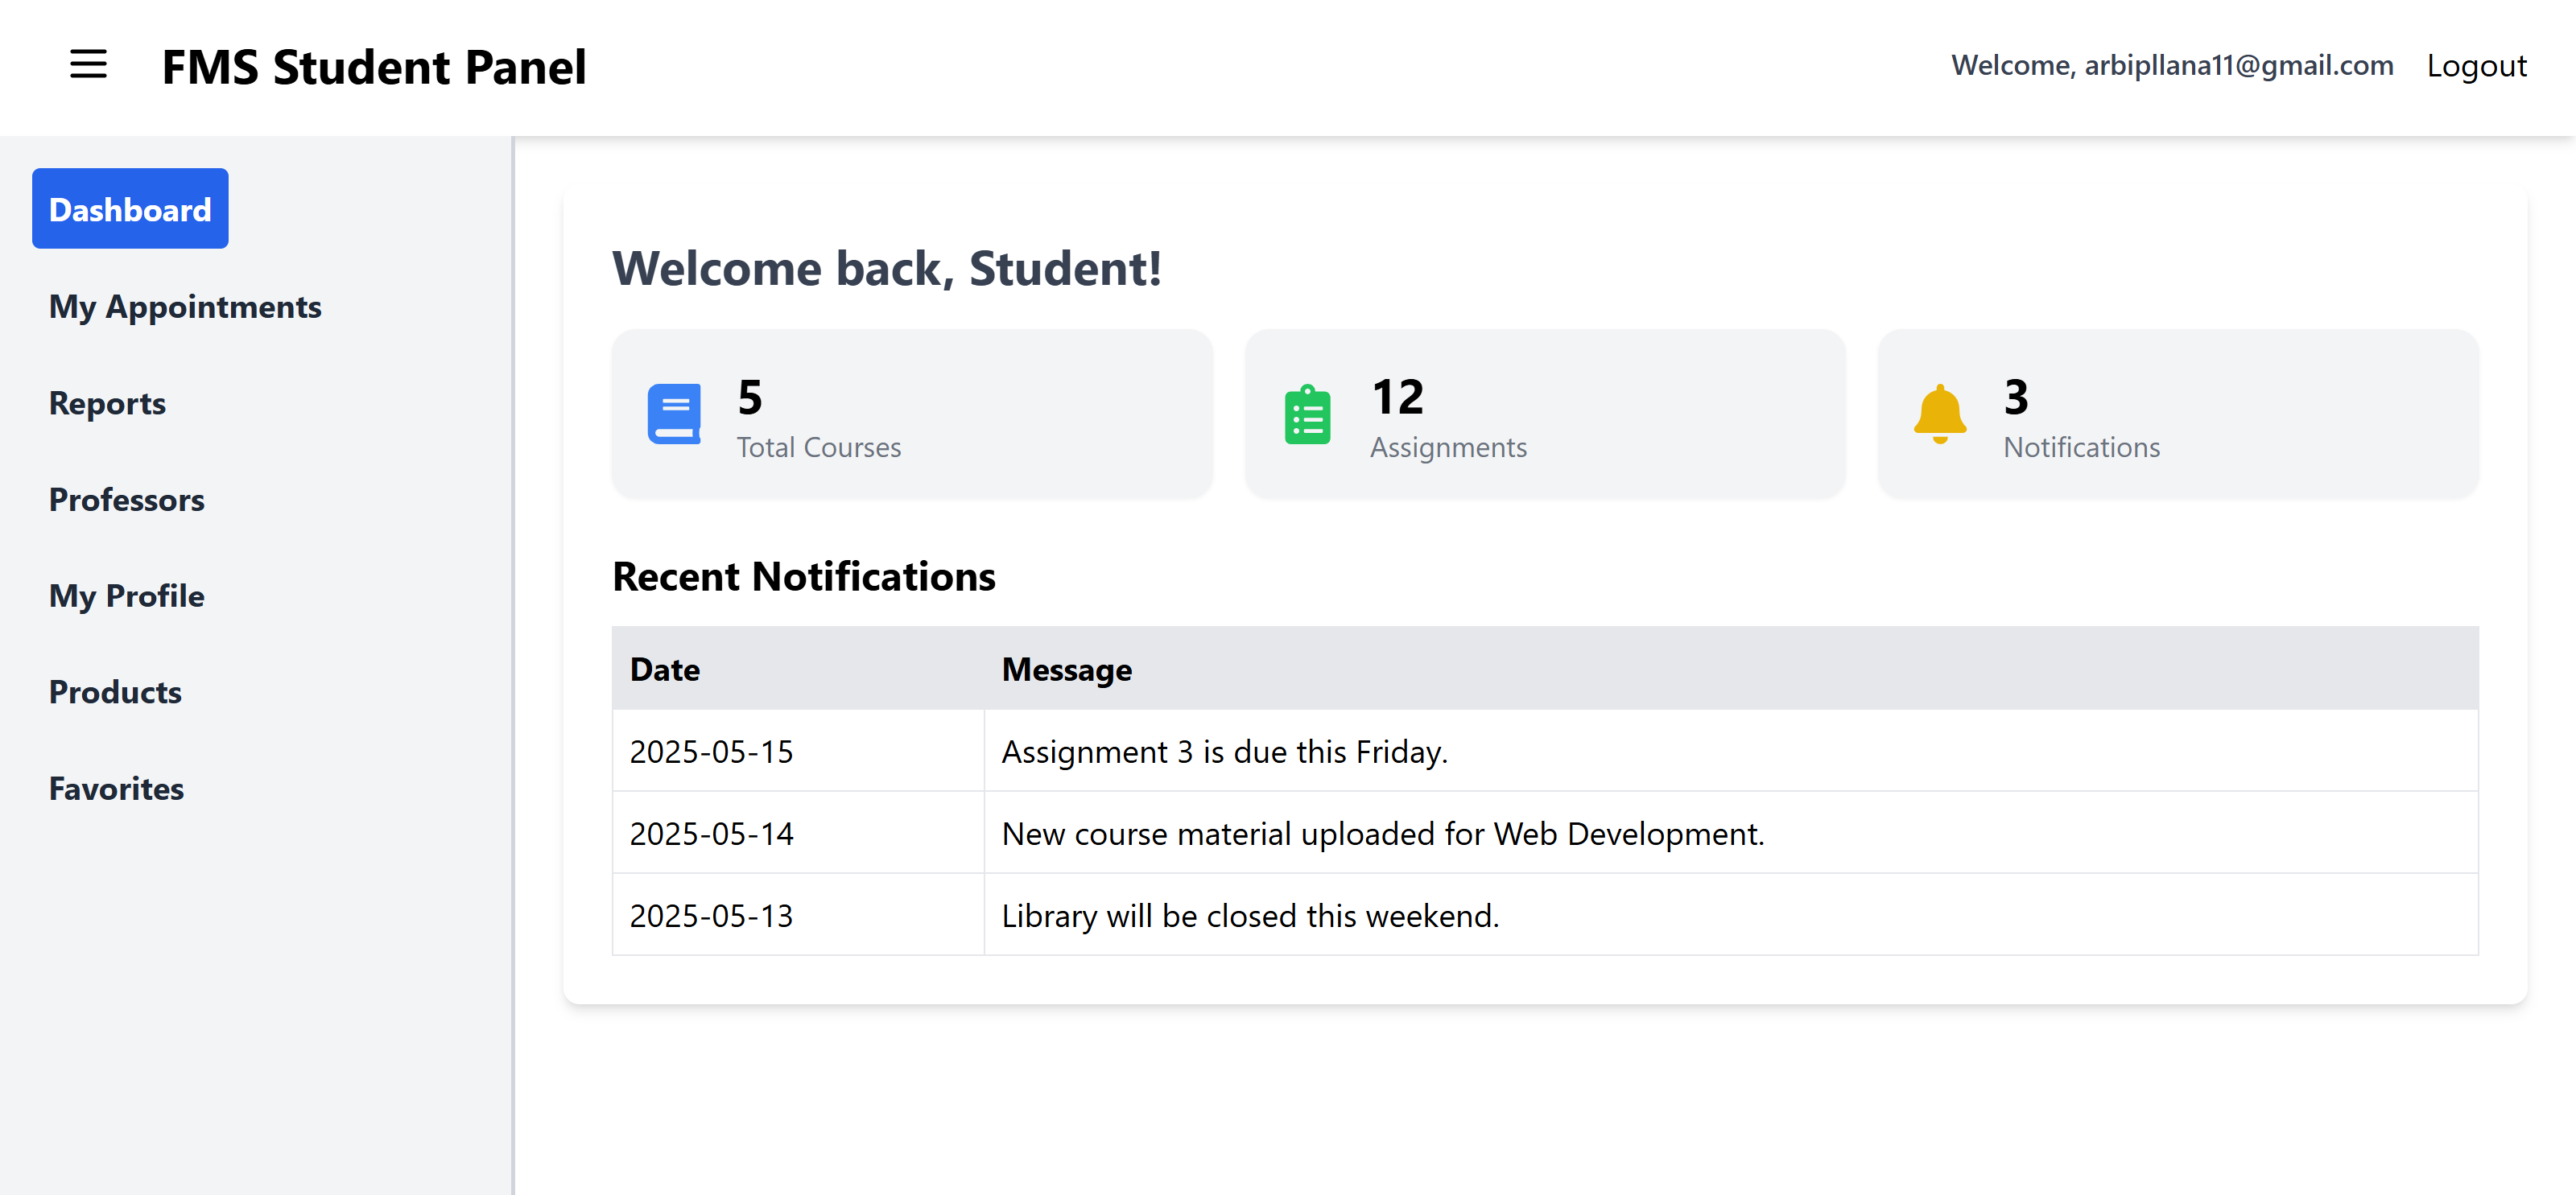 FMS Student Panel
Welcome, arbipllana11@gmail.com Logout
Dashboard
My Appointments
Reports
Professors
My Profile
Products
Favorites
Welcome back, Student!
5
Total Courses
12
Assignments
3
Notifications
Recent Notifications
Date Message
2025-05-15 Assignment 3 is due this Friday.
2025-05-14 New course material uploaded for Web Development.
2025-05-13 Library will be closed this weekend.